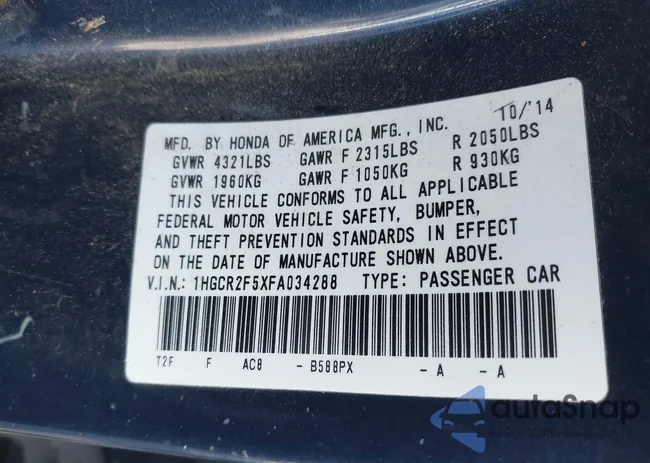 10/'14
MFD. BY HONDA OF AMERICA MFG., INC.
GVWR 4321LBS GAWR F 2315LBS R 2050LBS
GVWR 1960KG GAWR F 1050KG R 930KG
THIS VEHICLE CONFORMS TO ALL APPLICABLE
FEDERAL MOTOR VEHICLE SAFETY, BUMPER,
AND THEFT PREVENTION STANDARDS IN EFFECT
ON THE DATE OF MANUFACTURE SHOWN ABOVE.
V.I.N.: 1HGCR2F5XFA034288 TYPE: PASSENGER CAR
T2F F AC8 - B588PX - A - A
autoSnap